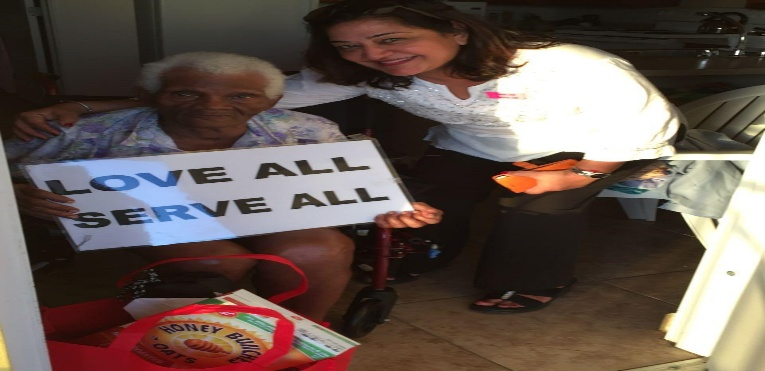 LOVE ALL
SERVE ALL
HONEY BUNCHES
OATS